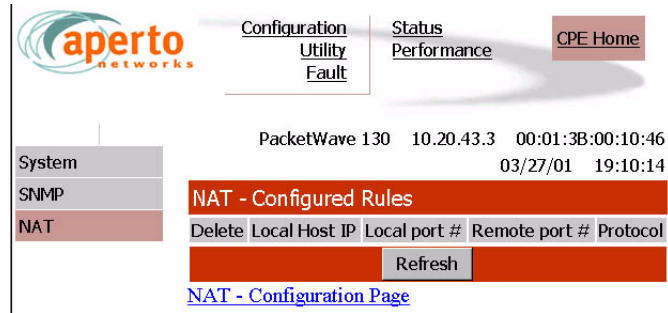 aperto
networks
Configuration
Utility
Fault
Status
Performance
CPE Home
PacketWave 130 10.20.43.3 00:01:3B:00:10:46
03/27/01 19:10:14
System
SNMP
NAT
NAT - Configured Rules
Delete Local Host IP Local port # Remote port # Protocol
Refresh
NAT - Configuration Page